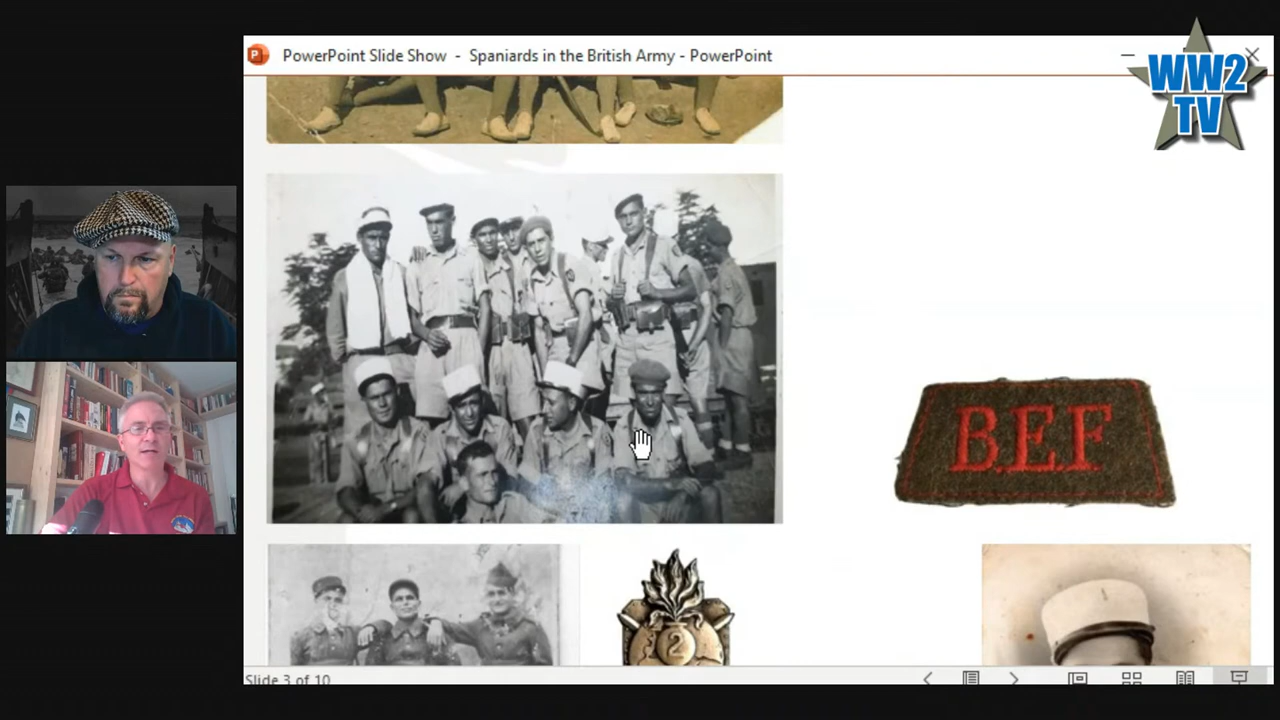 PowerPoint Slide Show - Spaniards in the British Army - PowerPoint
WW2
TV
B.E.F
2
Slide 3 of 10